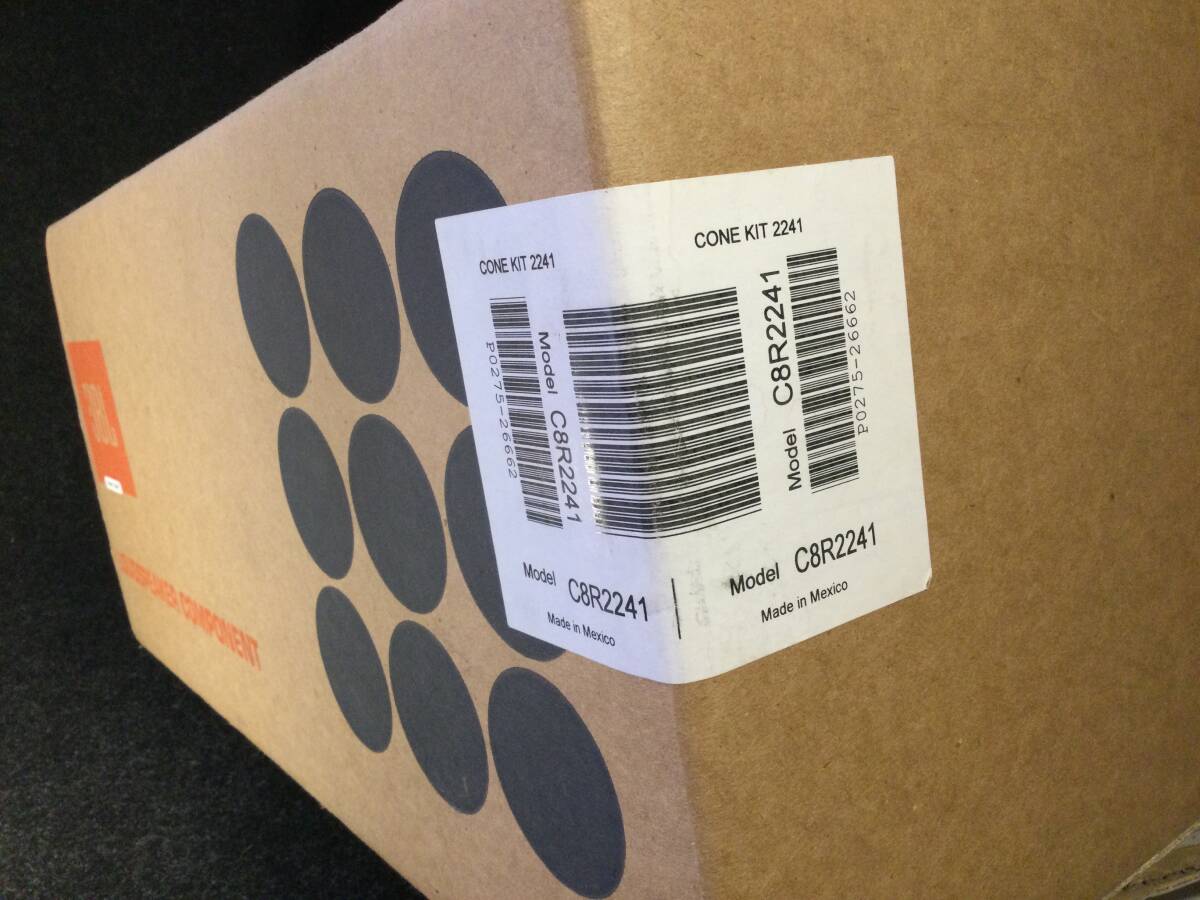 JBL
LOUDSPEAKER COMPONENT
CONE KIT 2241
P0275-26662
Model C8R2241
Model C8R2241
Made in Mexico
CONE KIT 2241
Model C8R2241
P0275-26662
Model C8R2241
Made in Mexico